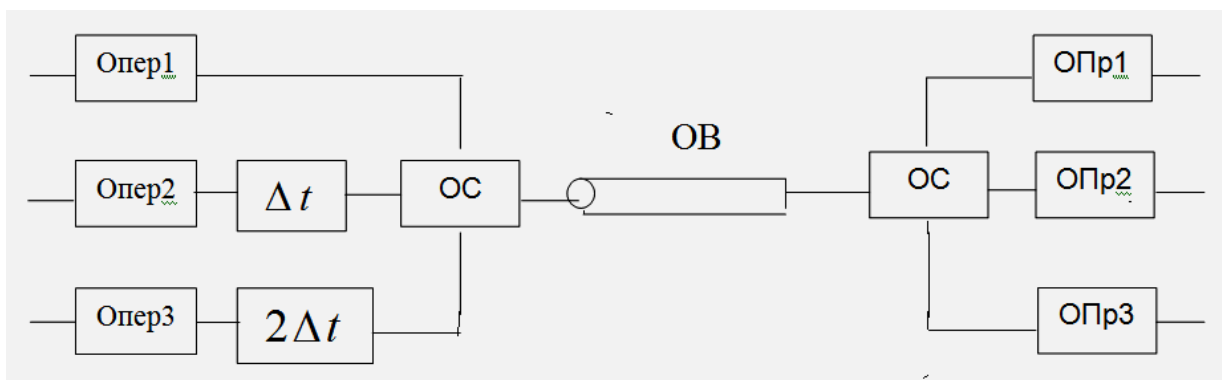 Опер1
ОПр1
ОВ
Опер2
Δt
ОС
ОС
ОПр2
Опер3
2Δt
ОПр3